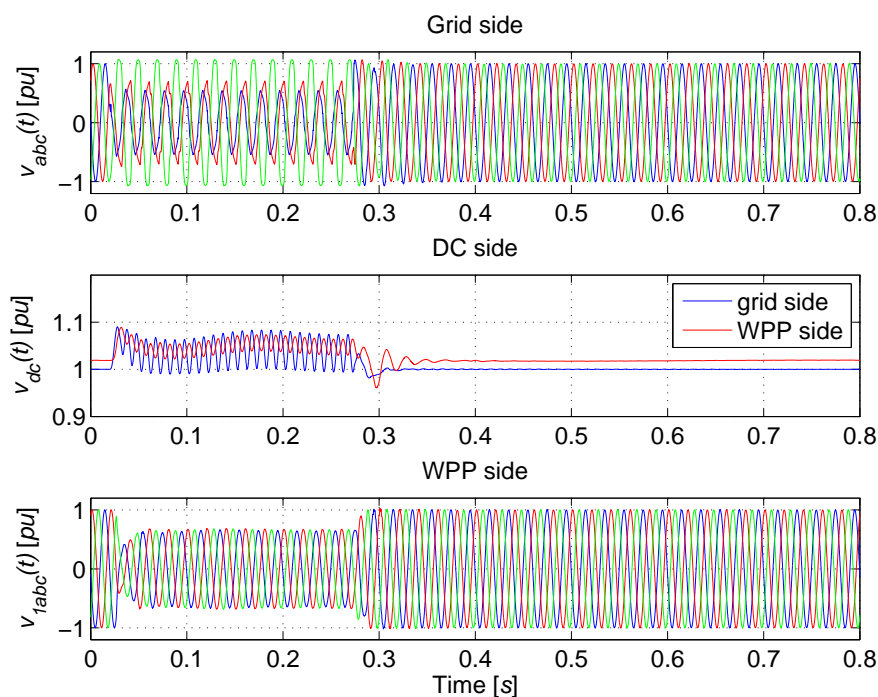 Grid side
v_abc(t) [pu]
1
0
−1
0 0.1 0.2 0.3 0.4 0.5 0.6 0.7 0.8
DC side
v_dc(t) [pu]
1.1
1
0.9
grid side
WPP side
0 0.1 0.2 0.3 0.4 0.5 0.6 0.7 0.8
WPP side
v_1abc(t) [pu]
1
0
−1
0 0.1 0.2 0.3 0.4 0.5 0.6 0.7 0.8
Time [s]